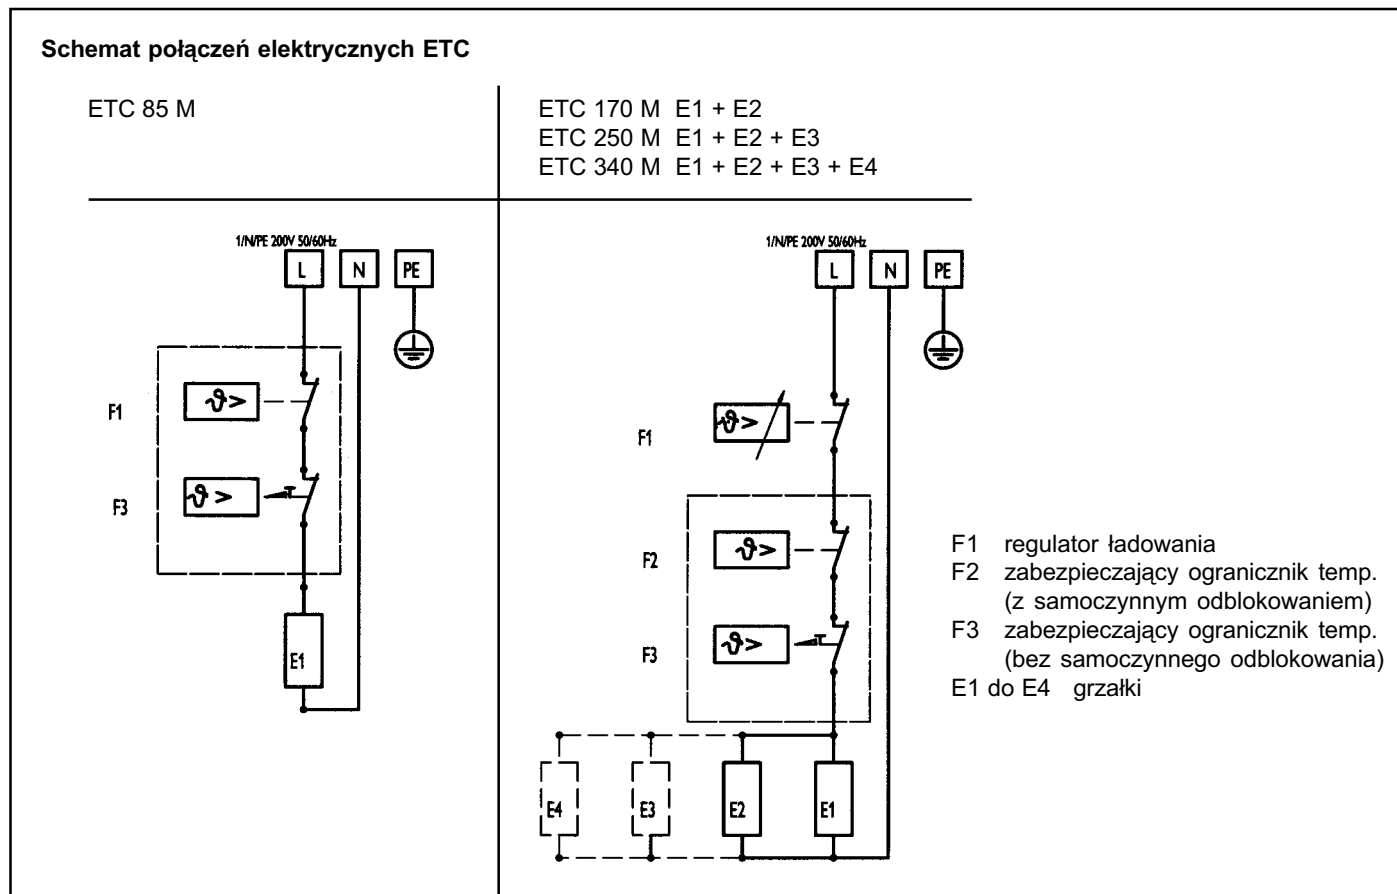 Schemat połączeń elektrycznych ETC
ETC 85 M
ETC 170 M E1 + E2
ETC 250 M E1 + E2 + E3
ETC 340 M E1 + E2 + E3 + E4
1/N/PE 200V 50/60Hz
L N PE
F1
ϑ >
F3
ϑ >
E1
1/N/PE 200V 50/60Hz
L N PE
F1
ϑ >
F2
ϑ >
F3
ϑ >
E4 E3 E2 E1
F1 regulator ładowania
F2 zabezpieczający ogranicznik temp.
(z samoczynnym odblokowaniem)
F3 zabezpieczający ogranicznik temp.
(bez samoczynnego odblokowania)
E1 do E4 grzałki